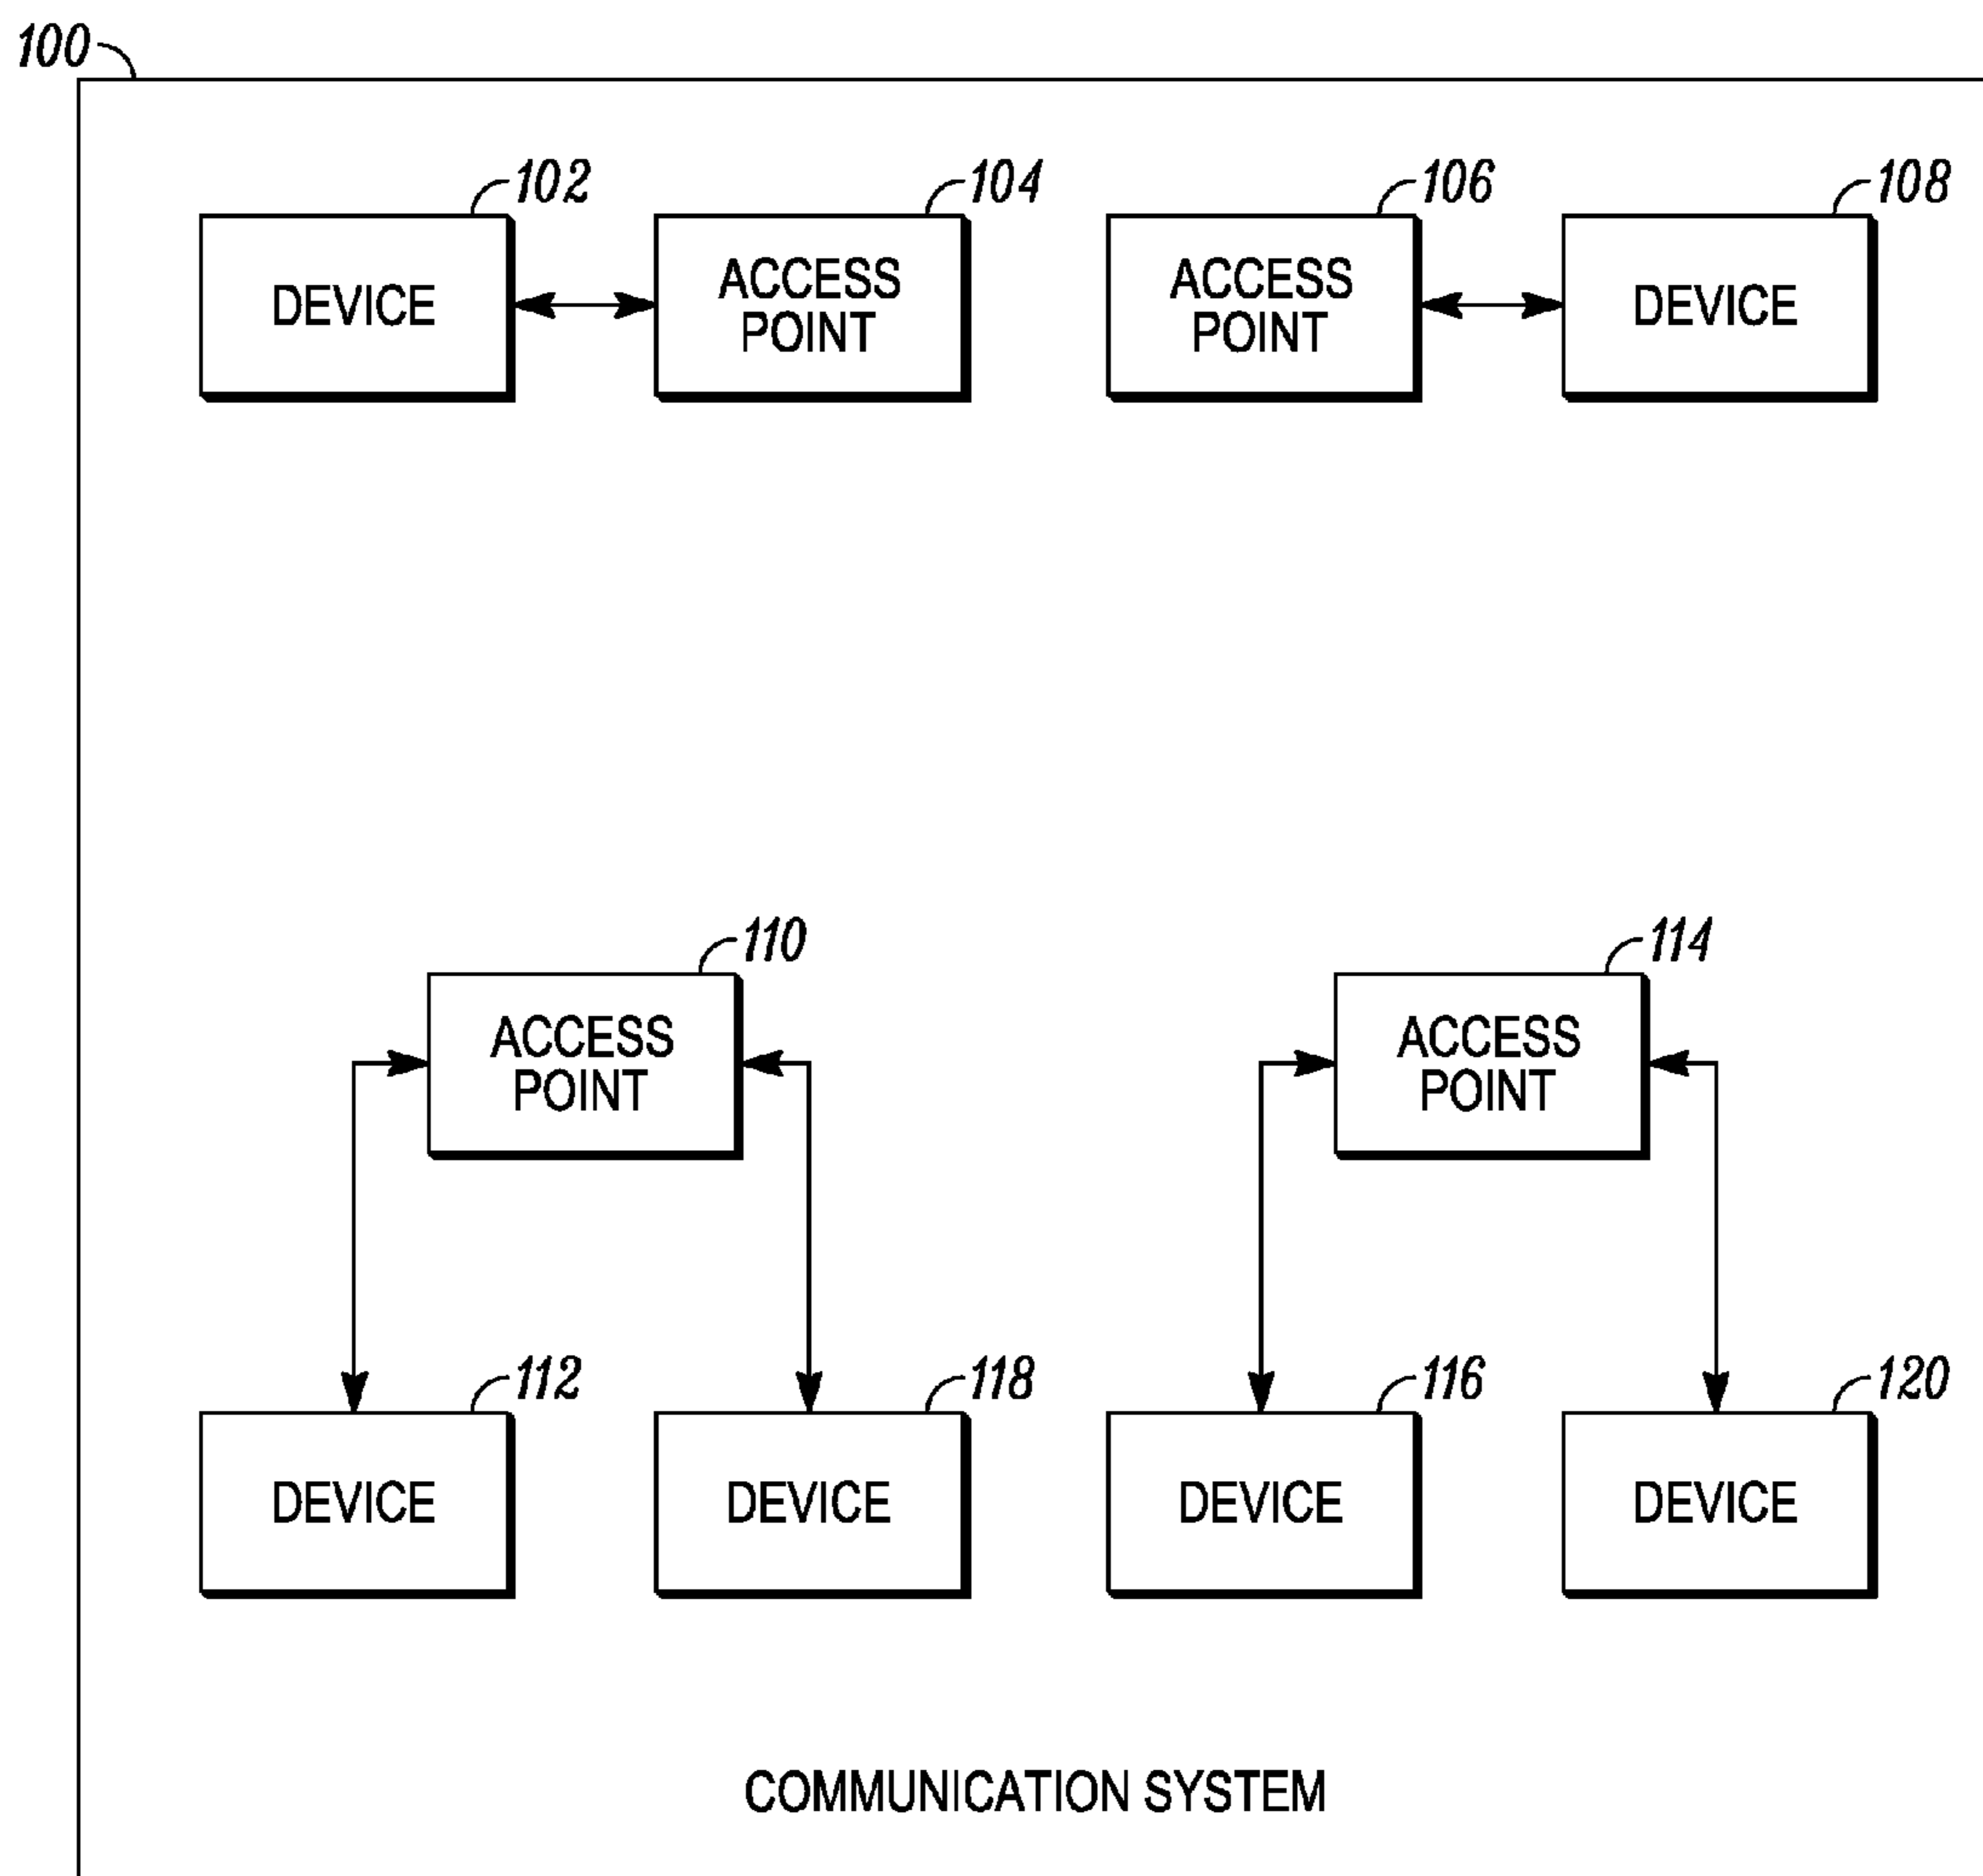 100
102
104
106
108
DEVICE
ACCESS
POINT
ACCESS
POINT
DEVICE
110
114
ACCESS
POINT
ACCESS
POINT
112
118
116
120
DEVICE
DEVICE
DEVICE
DEVICE
COMMUNICATION SYSTEM